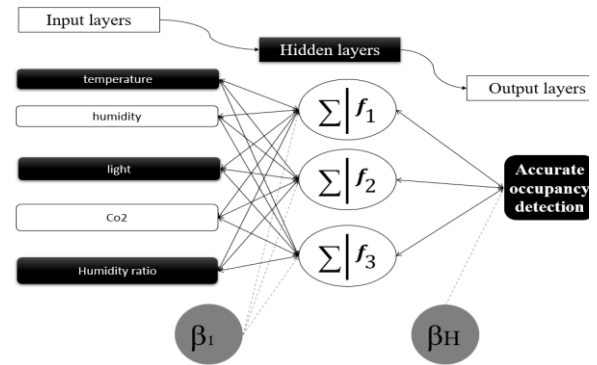 Input layers
Hidden layers
Output layers
temperature
humidity
light
Co2
Humidity ratio
∑|f1
∑|f2
∑|f3
Accurate
occupancy
detection
β1
βH